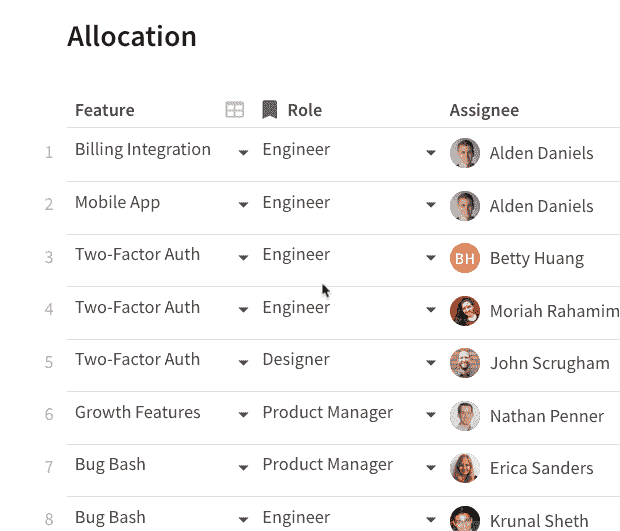 Allocation
Feature Role Assignee
1 Billing Integration Engineer Alden Daniels
2 Mobile App Engineer Alden Daniels
3 Two-Factor Auth Engineer BH Betty Huang
4 Two-Factor Auth Engineer Moriah Rahamim
5 Two-Factor Auth Designer John Scrugham
6 Growth Features Product Manager Nathan Penner
7 Bug Bash Product Manager Erica Sanders
8 Bug Bash Engineer Krunal Sheth